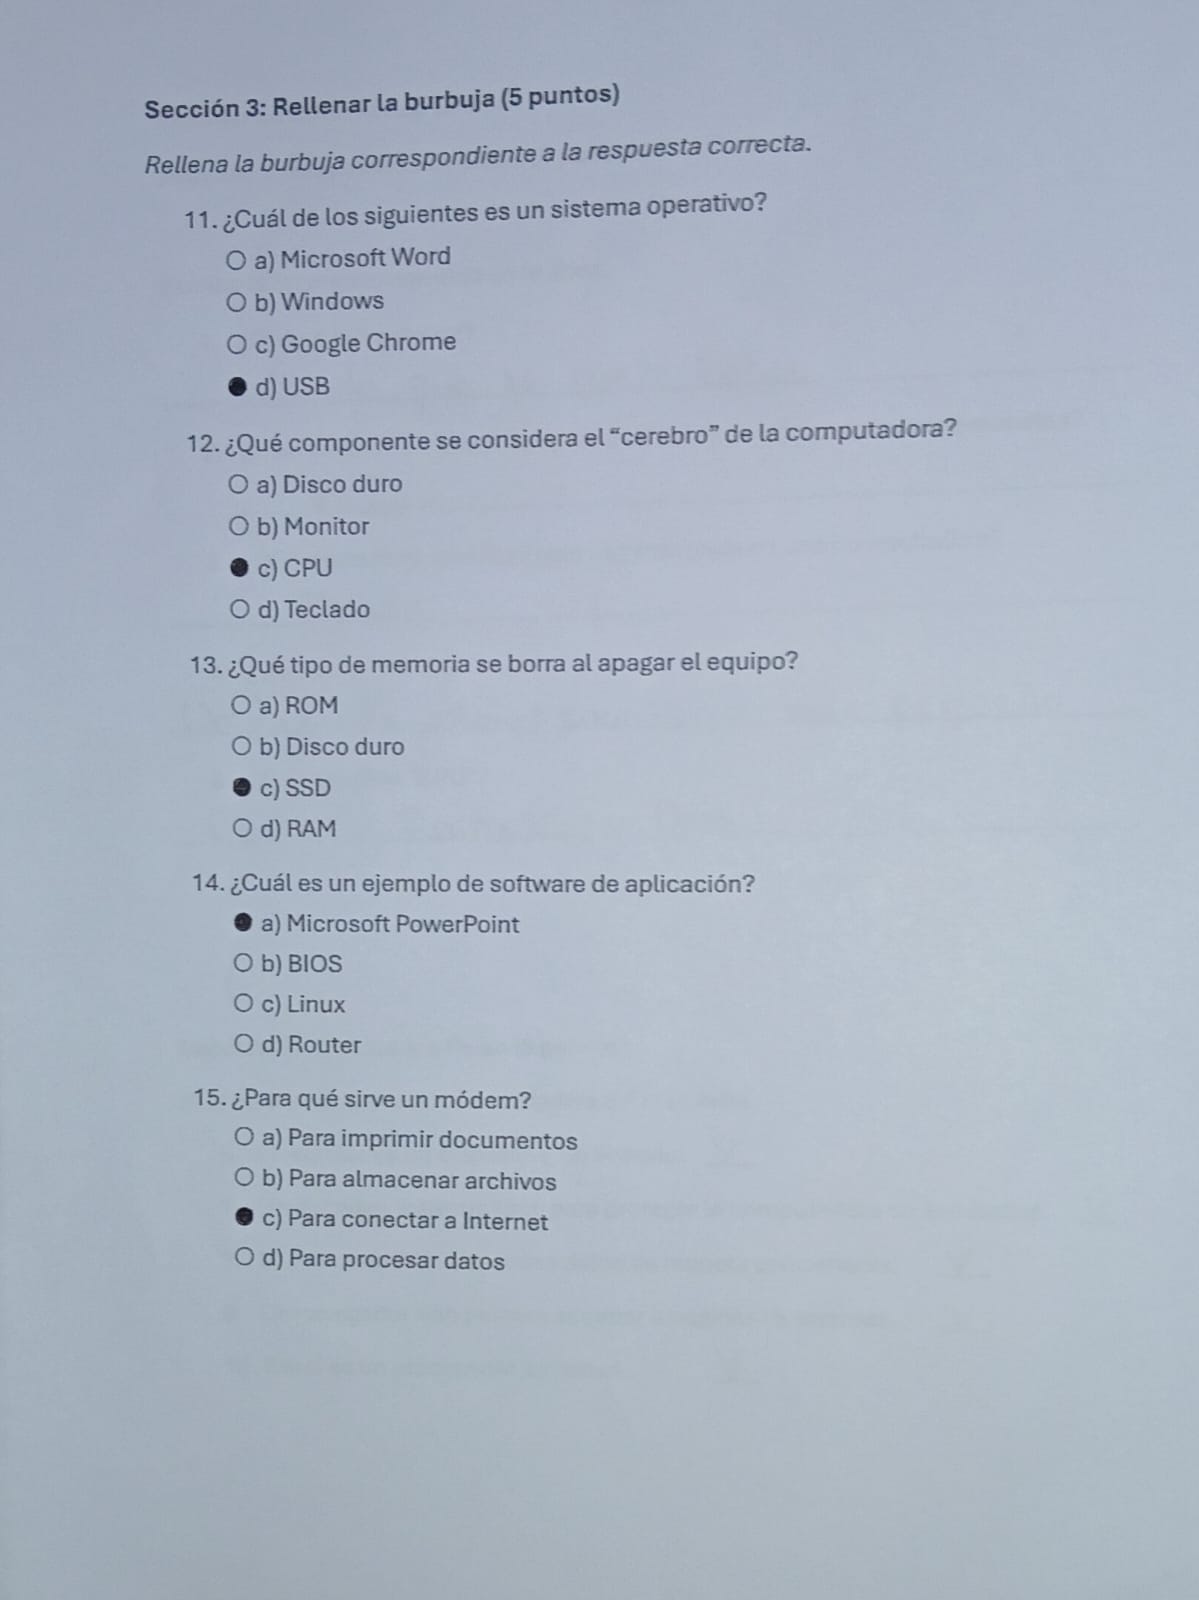 Sección 3: Rellenar la burbuja (5 puntos)
Rellena la burbuja correspondiente a la respuesta correcta.
11. ¿Cuál de los siguientes es un sistema operativo?
○ a) Microsoft Word
○ b) Windows
○ c) Google Chrome
● d) USB
12. ¿Qué componente se considera el “cerebro” de la computadora?
○ a) Disco duro
○ b) Monitor
● c) CPU
○ d) Teclado
13. ¿Qué tipo de memoria se borra al apagar el equipo?
○ a) ROM
○ b) Disco duro
● c) SSD
○ d) RAM
14. ¿Cuál es un ejemplo de software de aplicación?
● a) Microsoft PowerPoint
○ b) BIOS
○ c) Linux
○ d) Router
15. ¿Para qué sirve un módem?
○ a) Para imprimir documentos
○ b) Para almacenar archivos
● c) Para conectar a Internet
○ d) Para procesar datos